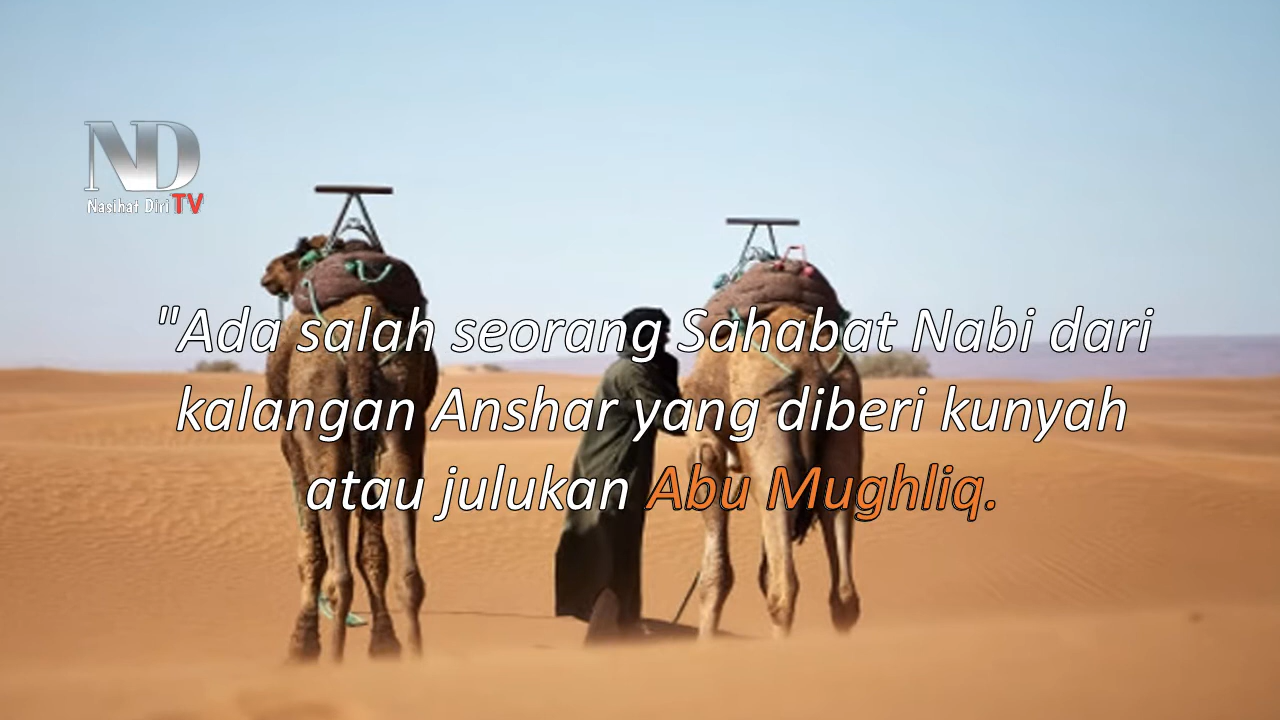 ND
Nasihat Diri TV
"Ada salah seorang Sahabat Nabi dari
kalangan Anshar yang diberi kunyah
atau julukan Abu Mughliq.